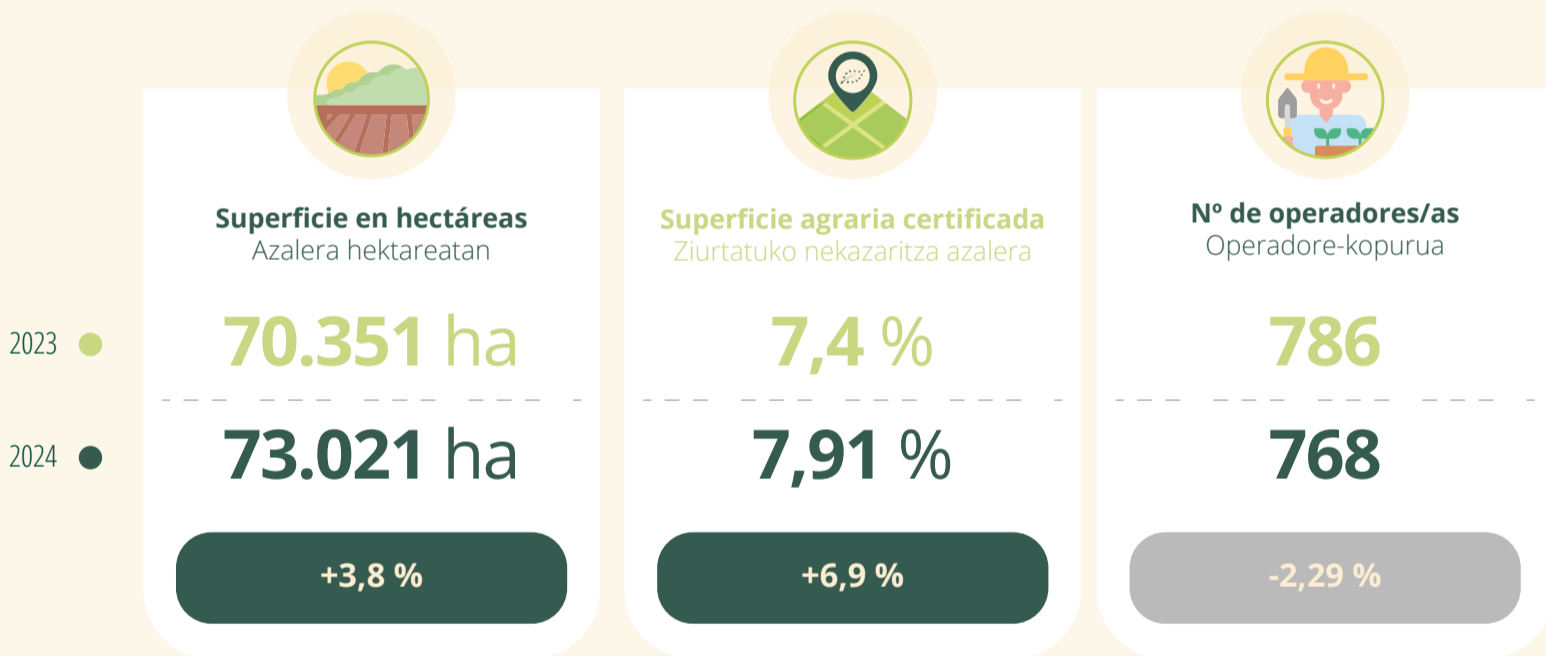 Superficie en hectáreas
Azalera hektareatan
Superficie agraria certificada
Ziurtatuko nekazaritza azalera
Nº de operadores/as
Operadore-kopurua
2023
70.351 ha
7,4 %
786
2024
73.021 ha
7,91 %
768
+3,8 %
+6,9 %
-2,29 %